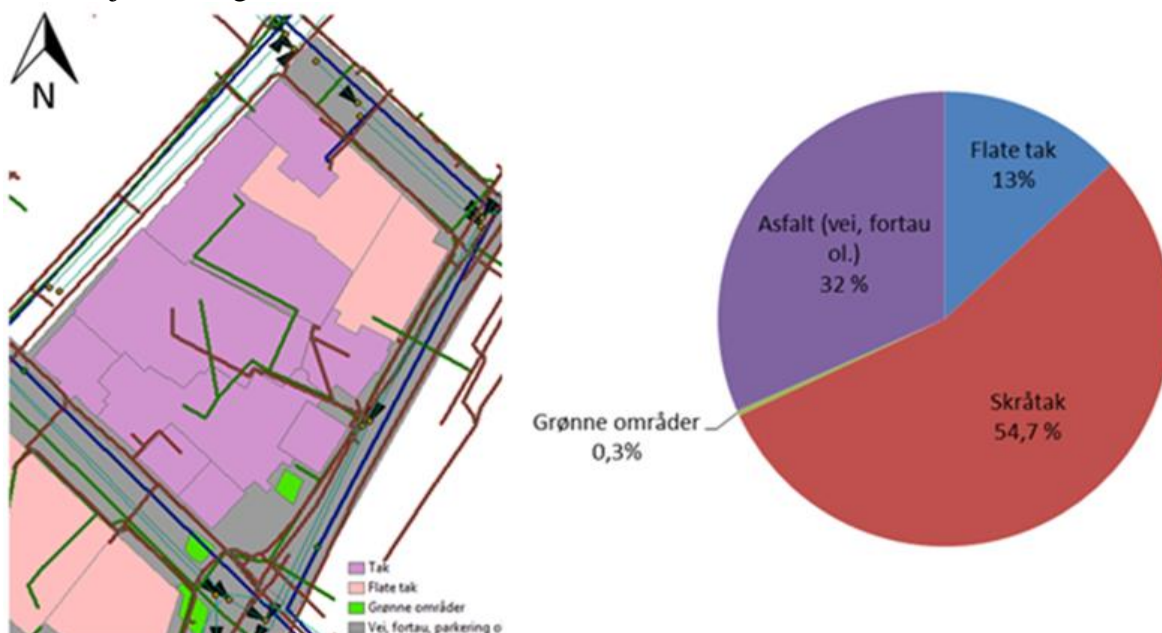 N
Tak
Flate tak
Grønne områder
Vei, fortau, parkering o
Flate tak
13%
Asfalt (vei, fortau
ol.)
32 %
Skråtak
54,7 %
Grønne områder
0,3%